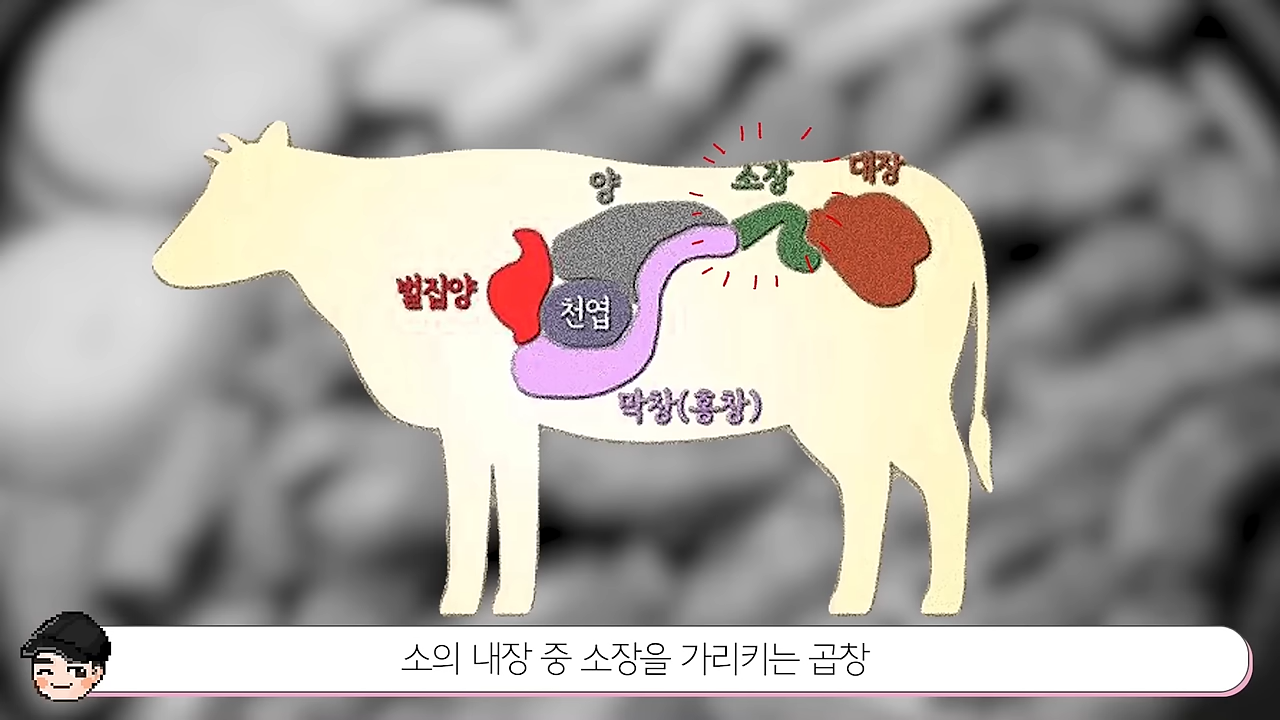 양
소장
대장
벌집양
천엽
막창(홍창)
소의 내장 중 소장을 가리키는 곱창